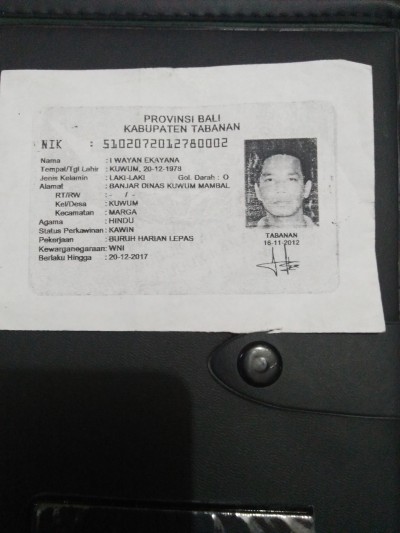 PROVINSI BALI
KABUPATEN TABANAN
NIK : 5102072012780002
Nama : I WAYAN EKAYANA
Tempat/Tgl Lahir : KUWUM, 20-12-1978
Jenis Kelamin : LAKI-LAKI Gol. Darah : O
Alamat : BANJAR DINAS KUWUM MAMBAL
RT/RW : - / -
Kel/Desa : KUWUM
Kecamatan : MARGA
Agama : HINDU
Status Perkawinan : KAWIN
Pekerjaan : BURUH HARIAN LEPAS
Kewarganegaraan : WNI
Berlaku Hingga : 20-12-2017
TABANAN
16-11-2012